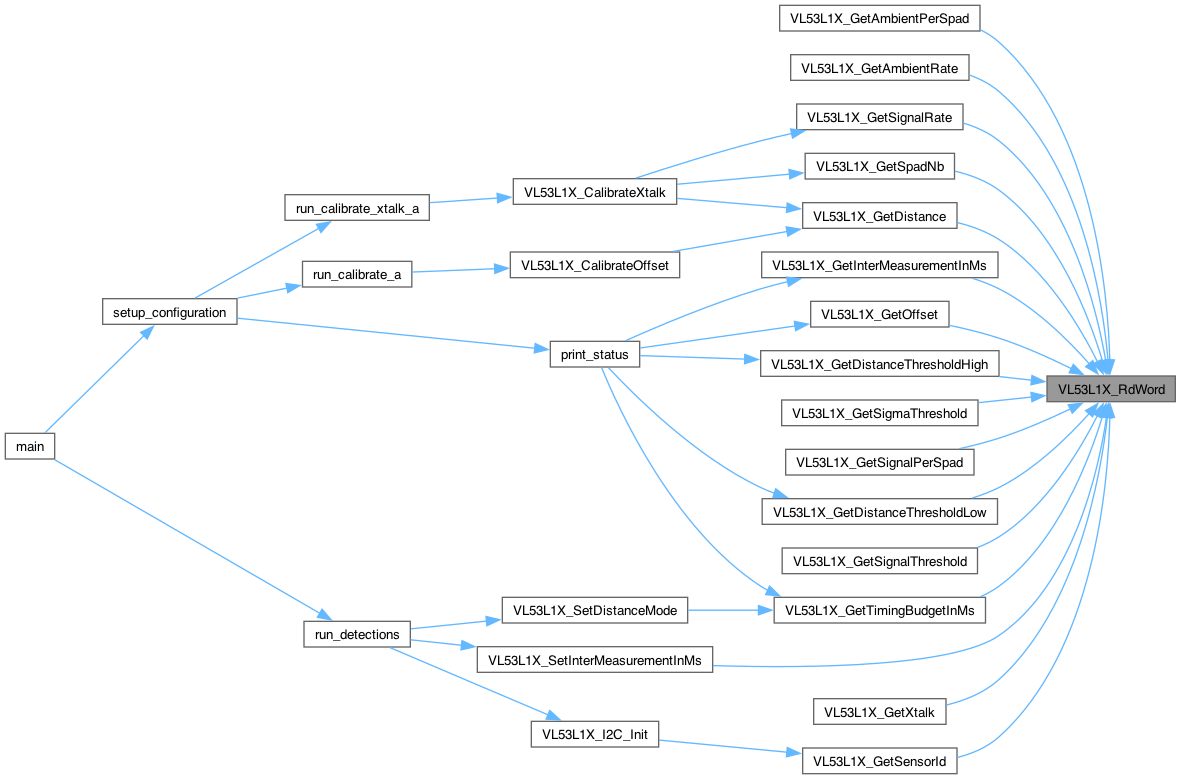 VL53L1X_GetAmbientPerSpad
VL53L1X_GetAmbientRate
VL53L1X_GetSignalRate
VL53L1X_GetSpadNb
VL53L1X_CalibrateXtalk
run_calibrate_xtalk_a
VL53L1X_GetDistance
VL53L1X_CalibrateOffset
VL53L1X_GetInterMeasurementInMs
run_calibrate_a
setup_configuration
VL53L1X_GetOffset
print_status
VL53L1X_GetDistanceThresholdHigh
VL53L1X_RdWord
VL53L1X_GetSigmaThreshold
main
VL53L1X_GetSignalPerSpad
VL53L1X_GetDistanceThresholdLow
VL53L1X_GetSignalThreshold
VL53L1X_SetDistanceMode
VL53L1X_GetTimingBudgetInMs
run_detections
VL53L1X_SetInterMeasurementInMs
VL53L1X_GetXtalk
VL53L1X_I2C_Init
VL53L1X_GetSensorId